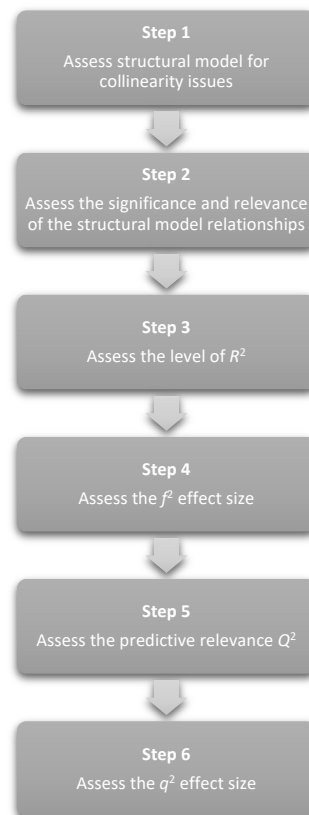 Step 1
Assess structural model for
collinearity issues
Step 2
Assess the significance and relevance
of the structural model relationships
Step 3
Assess the level of R²
Step 4
Assess the f² effect size
Step 5
Assess the predictive relevance Q²
Step 6
Assess the q² effect size